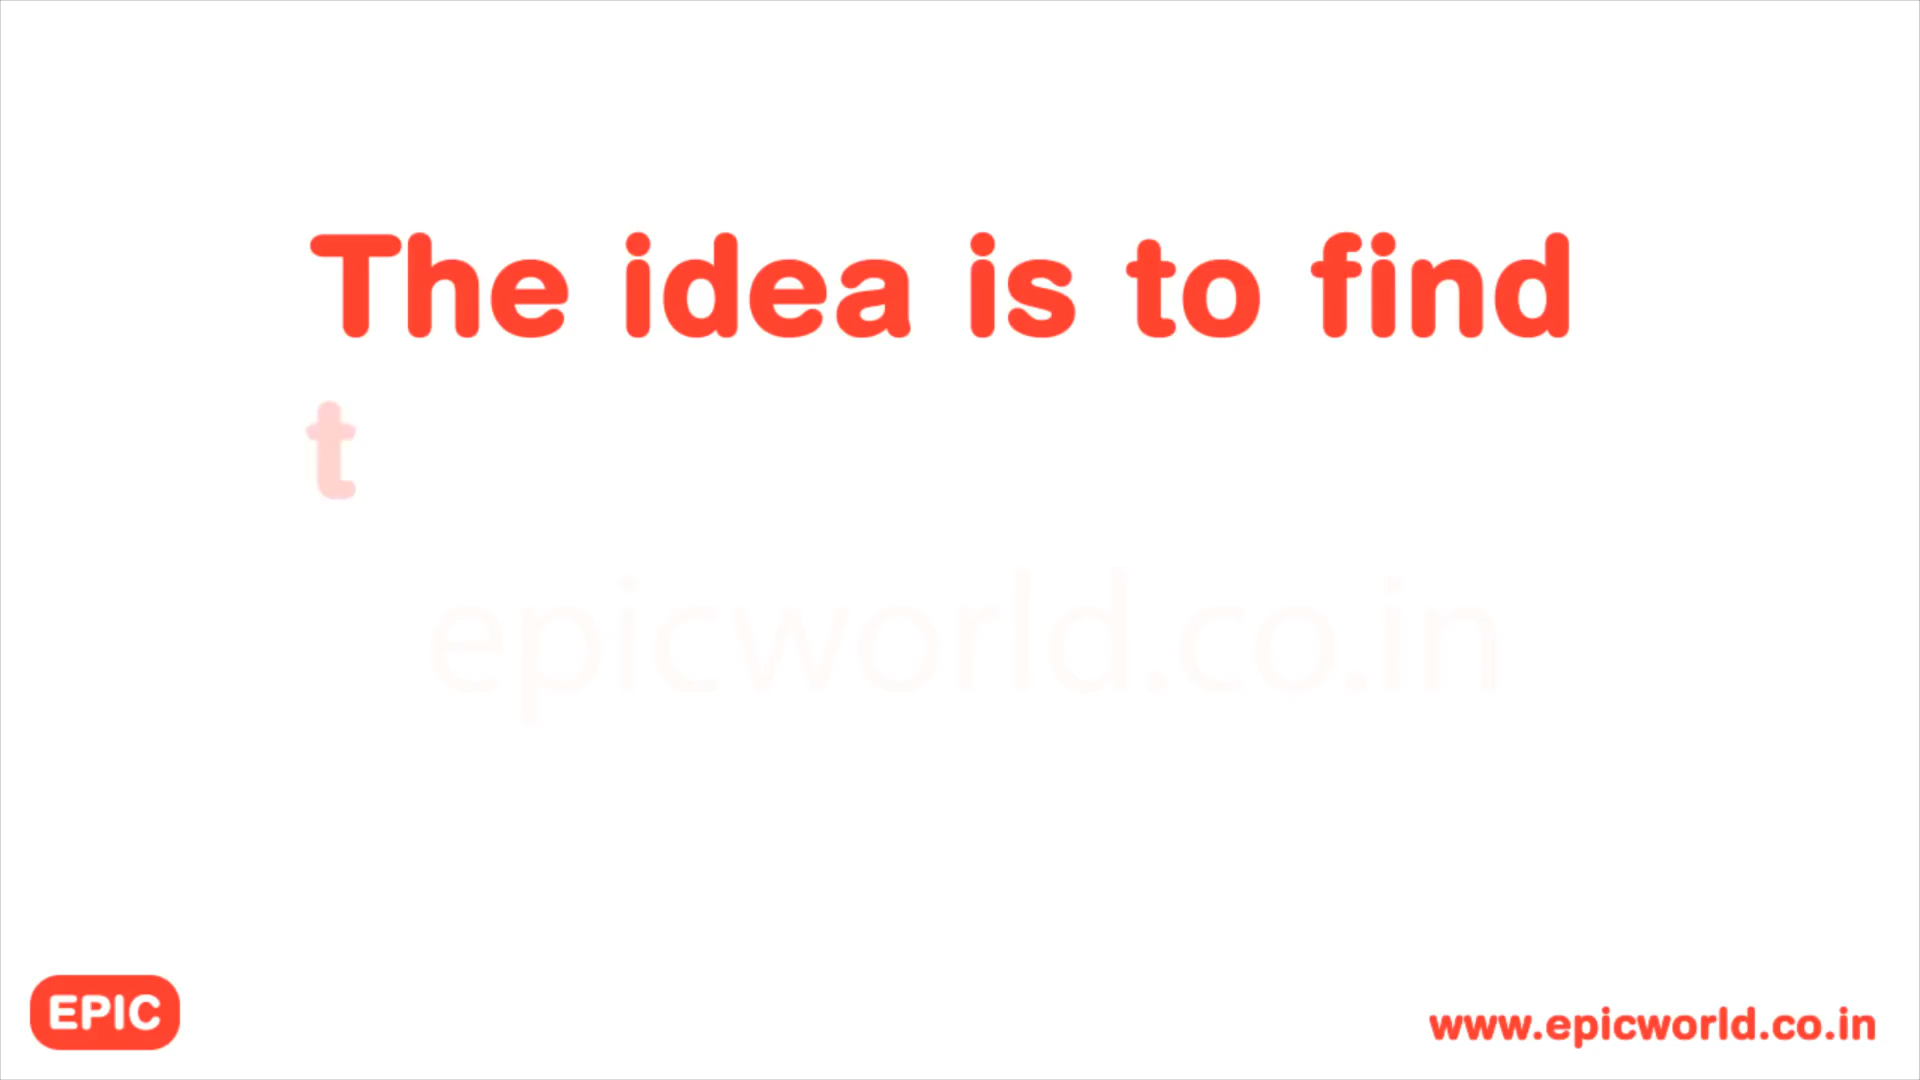 The idea is to find
t
epicworld.co.in
EPIC
www.epicworld.co.in